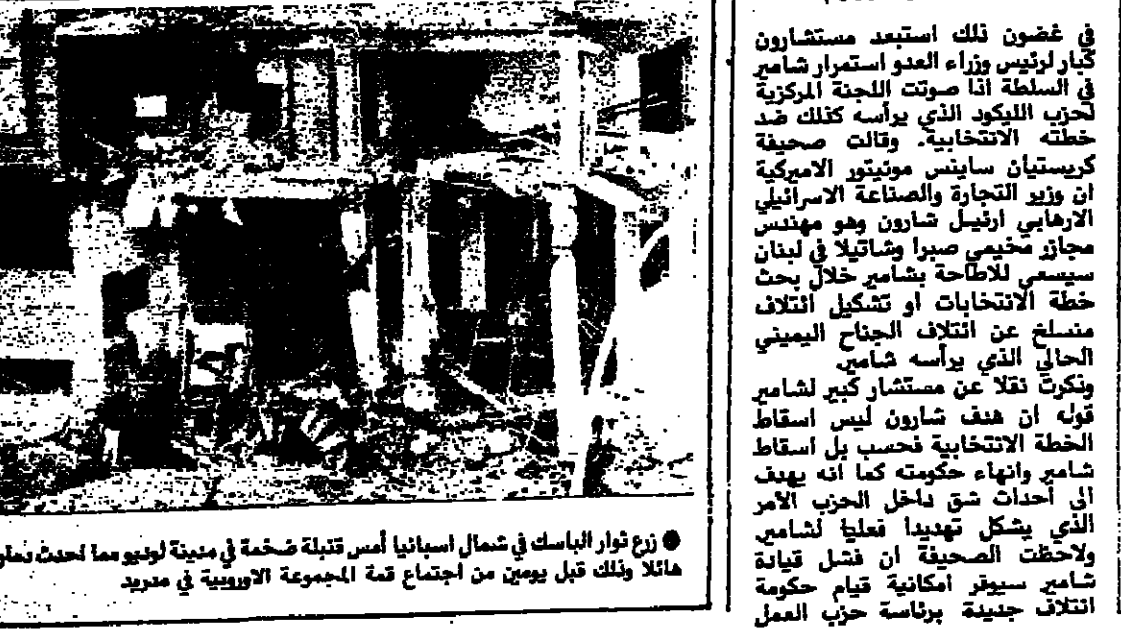 في غضون ذلك استبعد مستشارون
كبار لرئيس وزراء العدو استمرار شامير
في السلطة اذا صوتت اللجنة المركزية
لحزب الليكود الذي يرأسه كذلك ضد
خطته الانتخابية. وقالت صحيفة
كريستيان ساينس مونيتور الاميركية
ان وزير التجارة والصناعة الاسرائيلي
الارهابي ارئيل شارون وهو مهندس
مجازر مخيمي صبرا وشاتيلا في لبنان
سيسعى للاطاحة بشامير خلال بحث
خطة الانتخابات او تشكيل ائتلاف
منسلخ عن ائتلاف الجناح اليميني
الحالي الذي يرأسه شامير.
وذكرت نقلا عن مستشار كبير لشامير
قوله ان هدف شارون ليس اسقاط
الخطة الانتخابية فحسب بل اسقاط
شامير وانهاء حكومته كما انه يهدف
الى أحداث شق داخل الحزب الأمر
الذي يشكل تهديدا فعليا لشامير.
ولاحظت الصحيفة ان فشل قيادة
شامير سيوفر امكانية قيام حكومة
ائتلاف جديدة برئاسة حزب العمل
● زرع ثوار الباسك في شمال اسبانيا أمس قنبلة ضخمة في مدينة لوديو مما احدث
هائلا وذلك قبل يومين من اجتماع قمة المجموعة الاوروبية في مدريد